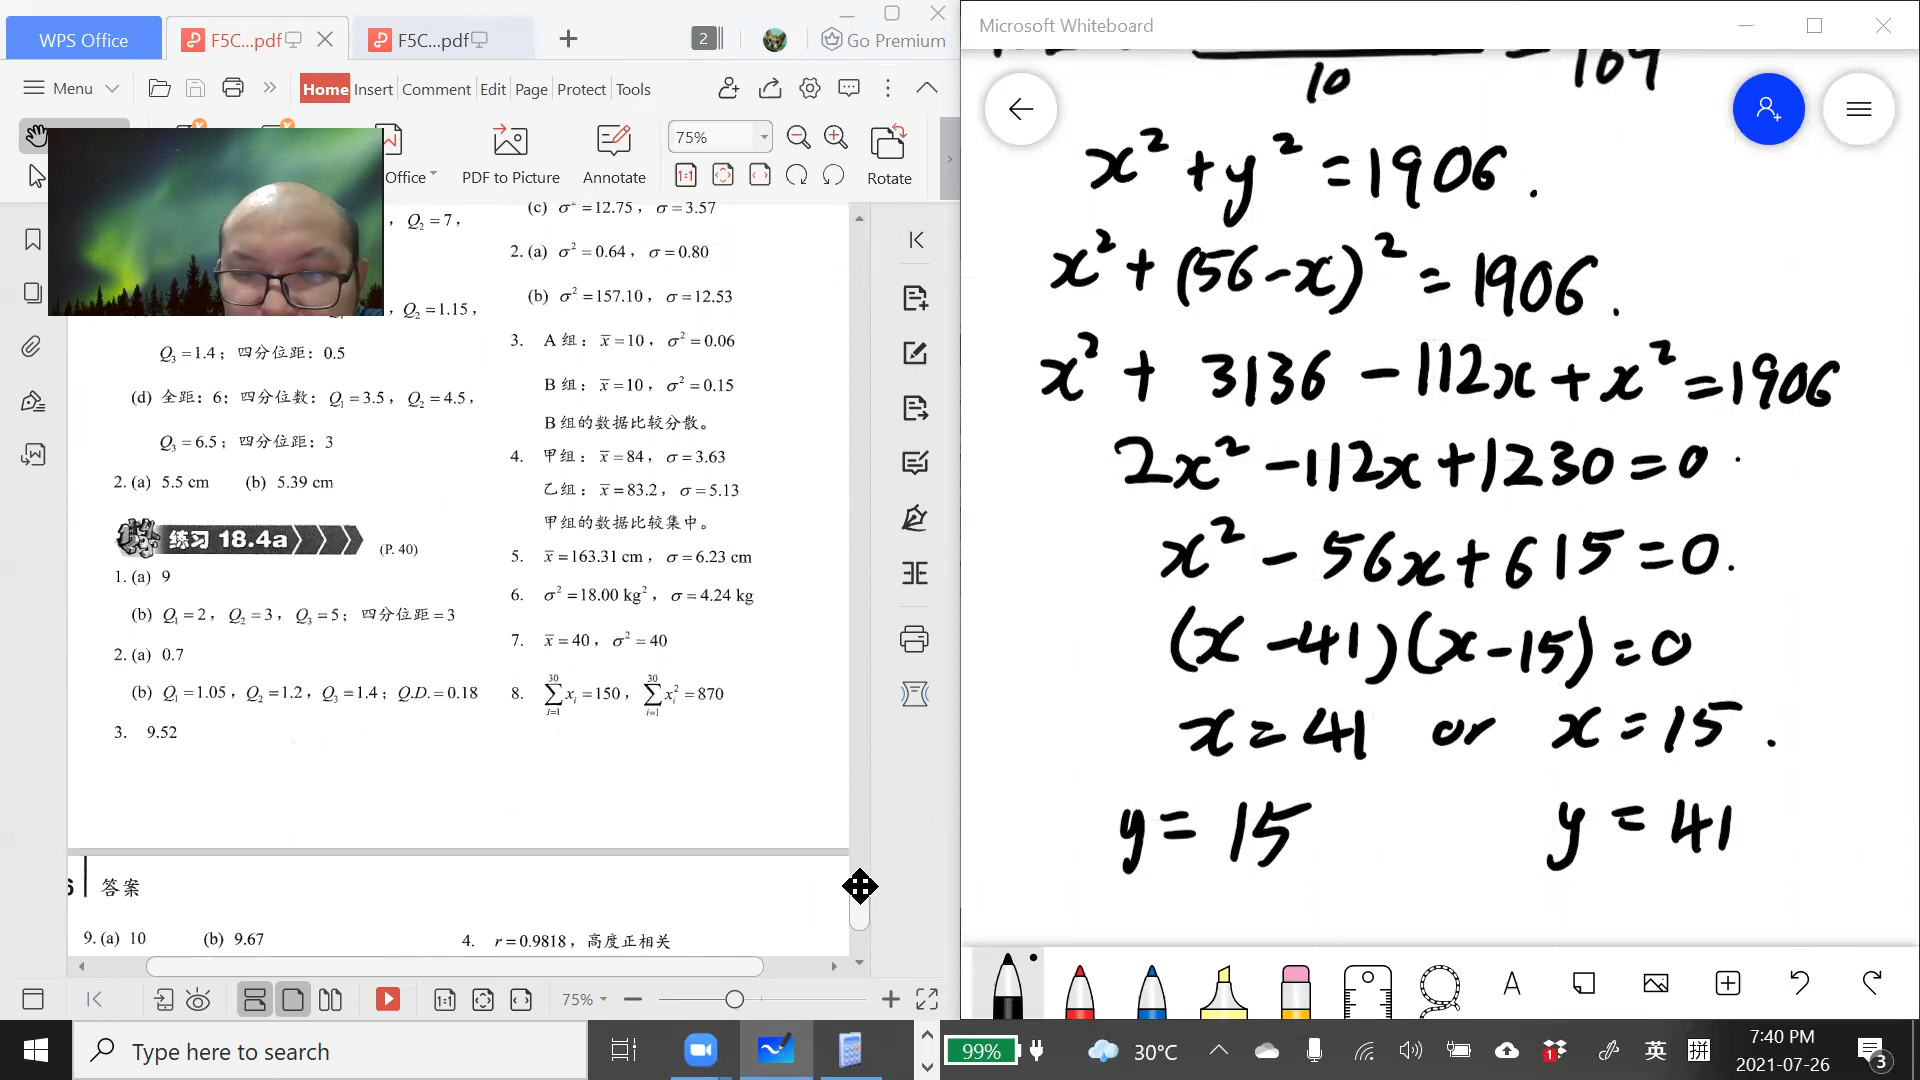 WPS Office
F5C...pdf
F5C...pdf
2
Go Premium
Menu
Home Insert Comment Edit Page Protect Tools
Office
PDF to Picture
Annotate
75%
Rotate
, Q₂=7,
, Q₂=1.15,
Q₃=1.4; 四分位距: 0.5
(d) 全距: 6; 四分位数: Q₁=3.5, Q₂=4.5,
Q₃=6.5; 四分位距: 3
2. (a) 5.5 cm (b) 5.39 cm
练习 18.4a
(P. 40)
1. (a) 9
(b) Q₁=2, Q₂=3, Q₃=5; 四分位距=3
2. (a) 0.7
(b) Q₁=1.05, Q₂=1.2, Q₃=1.4; Q.D.=0.18
3. 9.52
(c) σ²=12.75, σ=3.57
2. (a) σ²=0.64, σ=0.80
(b) σ²=157.10, σ=12.53
3. A 组: x̄=10, σ²=0.06
B 组: x̄=10, σ²=0.15
B 组的数据比较分散。
4. 甲组: x̄=84, σ=3.63
乙组: x̄=83.2, σ=5.13
甲组的数据比较集中。
5. x̄=163.31 cm, σ=6.23 cm
6. σ²=18.00 kg², σ=4.24 kg
7. x̄=40, σ²=40
8. ∑³⁰ᵢ₌₁ xᵢ=150, ∑³⁰ᵢ₌₁ xᵢ²=870
6 答案
9. (a) 10 (b) 9.67
4. r=0.9818, 高度正相关
75%
Microsoft Whiteboard
10 = 169
x² + y² = 1906.
x² + (56-x)² = 1906.
x² + 3136 - 112x + x² = 1906
2x² - 112x + 1230 = 0
x² - 56x + 615 = 0.
(x - 41)(x - 15) = 0
x = 41 or x = 15.
y = 15 y = 41
Type here to search
99%
30°C
英
拼
7:40 PM
2021-07-26
3